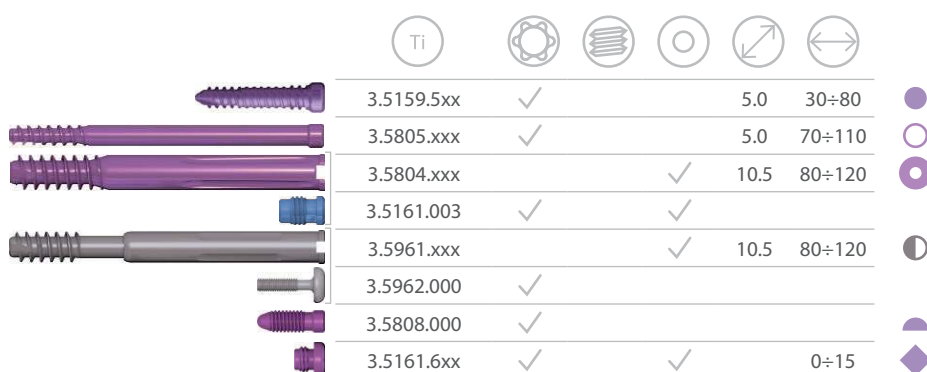 Ti
3.5159.5xx 5.0 30÷80
3.5805.xxx 5.0 70÷110
3.5804.xxx 10.5 80÷120
3.5161.003
3.5961.xxx 10.5 80÷120
3.5962.000
3.5808.000
3.5161.6xx 0÷15